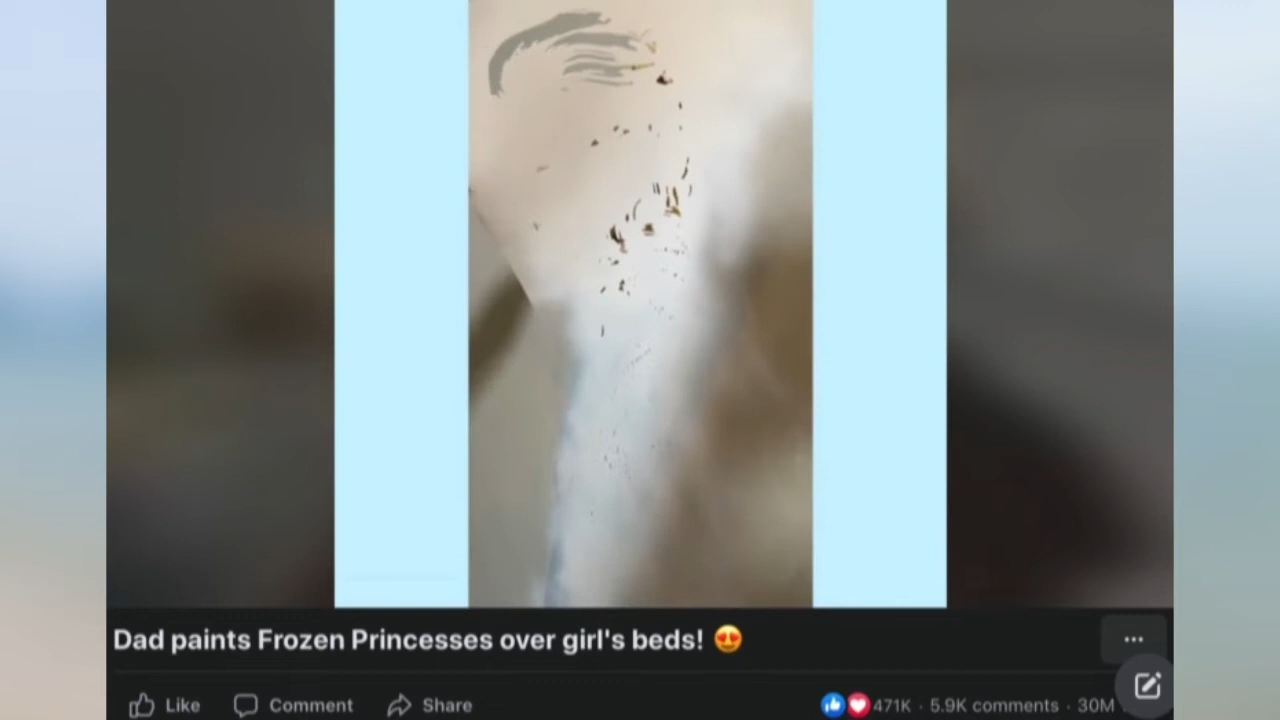 Dad paints Frozen Princesses over girl's beds! 😍
Like Comment Share 471K · 5.9K comments · 30M